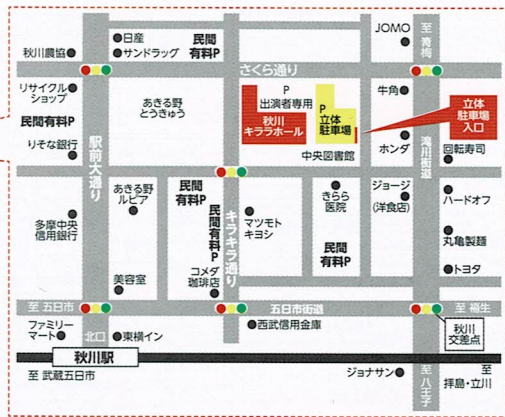 JOMO
至
青
梅
日産
サンドラッグ
民間
有料P
秋川農協
さくら通り
リサイクル
ショップ
民間有料P
りそな銀行
あきる野
とうきゅう
P
出演者専用
秋川
キララホール
P
立体
駐車場
牛角
立体
駐車場
入口
ホンダ
滝川街道
回転寿司
中央図書館
駅前大通り
あきる野
ルピア
民間
有料P
民間
有料P
キラキラ通り
マツモト
キヨシ
きらら
医院
民間
有料P
ジョージ
(洋食店)
ハードオフ
多摩中央
信用銀行
丸亀製麺
美容室
コメダ
珈琲店
トヨタ
至 五日市
五日市街道
至 福生
ファミリー
マート
北口
東横イン
西武信用金庫
秋川
交差点
秋川駅
至 武蔵五日市
ジョナサン
至
八王子
至
拝島・立川